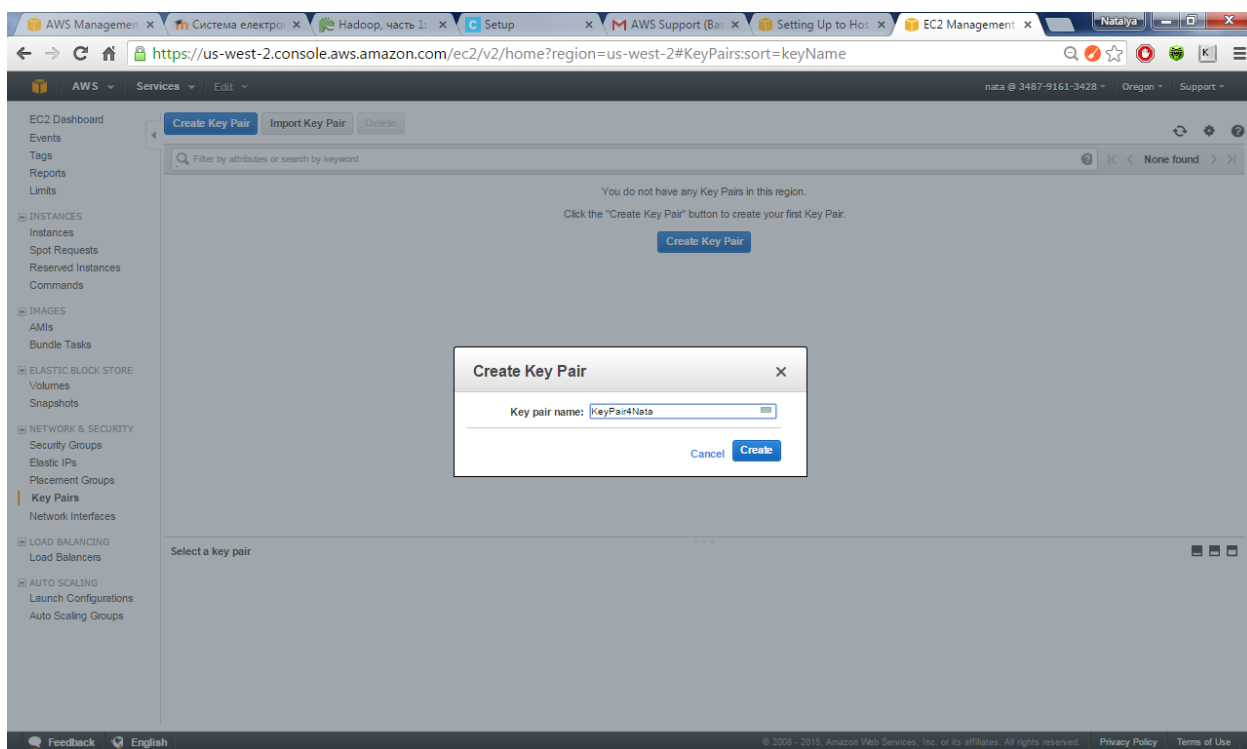 AWS Managemen
Система електро
Hadoop, часть 1:
C Setup
AWS Support (Bas
Setting Up to Hos
EC2 Management
Nataiya
https://us-west-2.console.aws.amazon.com/ec2/v2/home?region=us-west-2#KeyPairs:sort=keyName
AWS Services Edit
nata @ 3487-9161-3428 Oregon Support
EC2 Dashboard
Events
Tags
Reports
Limits
INSTANCES
Instances
Spot Requests
Reserved Instances
Commands
IMAGES
AMIs
Bundle Tasks
ELASTIC BLOCK STORE
Volumes
Snapshots
NETWORK & SECURITY
Security Groups
Elastic IPs
Placement Groups
Key Pairs
Network Interfaces
LOAD BALANCING
Load Balancers
AUTO SCALING
Launch Configurations
Auto Scaling Groups
Create Key Pair Import Key Pair Delete
Filter by attributes or search by keyword
None found
You do not have any Key Pairs in this region.
Click the "Create Key Pair" button to create your first Key Pair.
Create Key Pair
Create Key Pair
Key pair name: KeyPair4Nata
Cancel Create
Select a key pair
Feedback English
© 2008 - 2015, Amazon Web Services, Inc. or its affiliates. All rights reserved. Privacy Policy Terms of Use